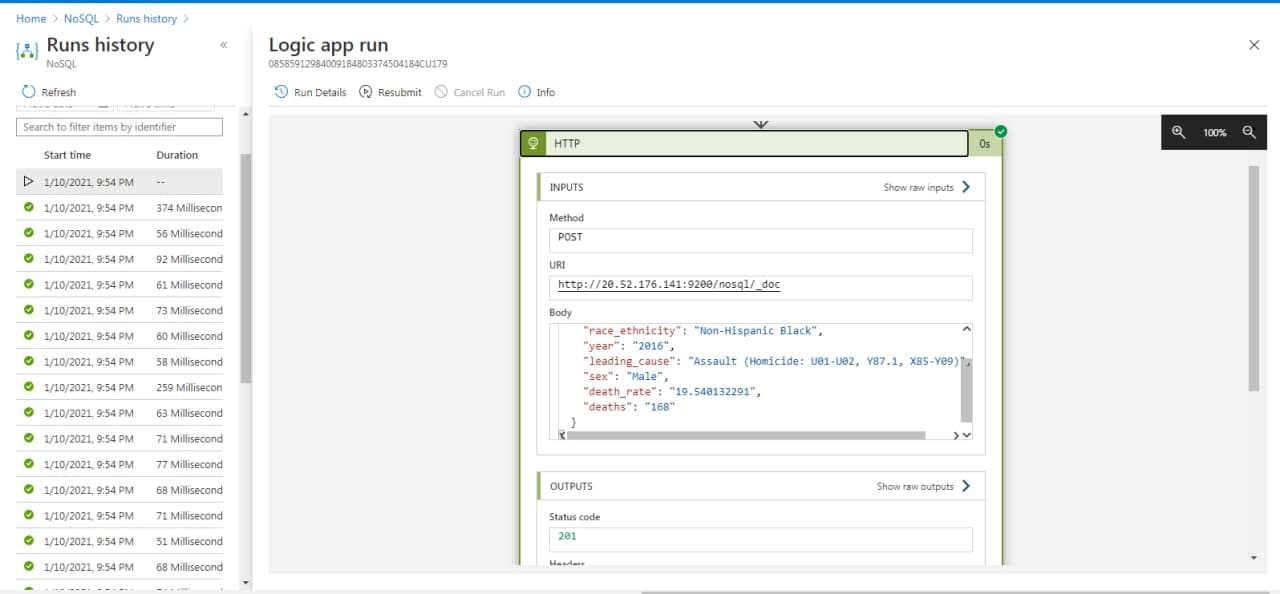 Home > NoSQL > Runs history >
Runs history
«
NoSQL
Refresh
Search to filter items by identifier
Start time Duration
1/10/2021, 9:54 PM --
1/10/2021, 9:54 PM 374 Millisecon
1/10/2021, 9:54 PM 56 Millisecond
1/10/2021, 9:54 PM 92 Millisecond
1/10/2021, 9:54 PM 61 Millisecond
1/10/2021, 9:54 PM 73 Millisecond
1/10/2021, 9:54 PM 60 Millisecond
1/10/2021, 9:54 PM 58 Millisecond
1/10/2021, 9:54 PM 259 Millisecon
1/10/2021, 9:54 PM 63 Millisecond
1/10/2021, 9:54 PM 71 Millisecond
1/10/2021, 9:54 PM 77 Millisecond
1/10/2021, 9:54 PM 68 Millisecond
1/10/2021, 9:54 PM 71 Millisecond
1/10/2021, 9:54 PM 51 Millisecond
1/10/2021, 9:54 PM 68 Millisecond
Logic app run
08585912984009184803374504184CU179
Run Details Resubmit Cancel Run Info
100%
HTTP 0s
INPUTS Show raw inputs
Method
POST
URI
http://20.52.176.141:9200/nosql/_doc
Body
"race_ethnicity": "Non-Hispanic Black",
"year": "2016",
"leading_cause": "Assault (Homicide: U01-U02, Y87.1, X85-Y09)",
"sex": "Male",
"death_rate": "19.540132291",
"deaths": "168"
}
OUTPUTS Show raw outputs
Status code
201
Headers